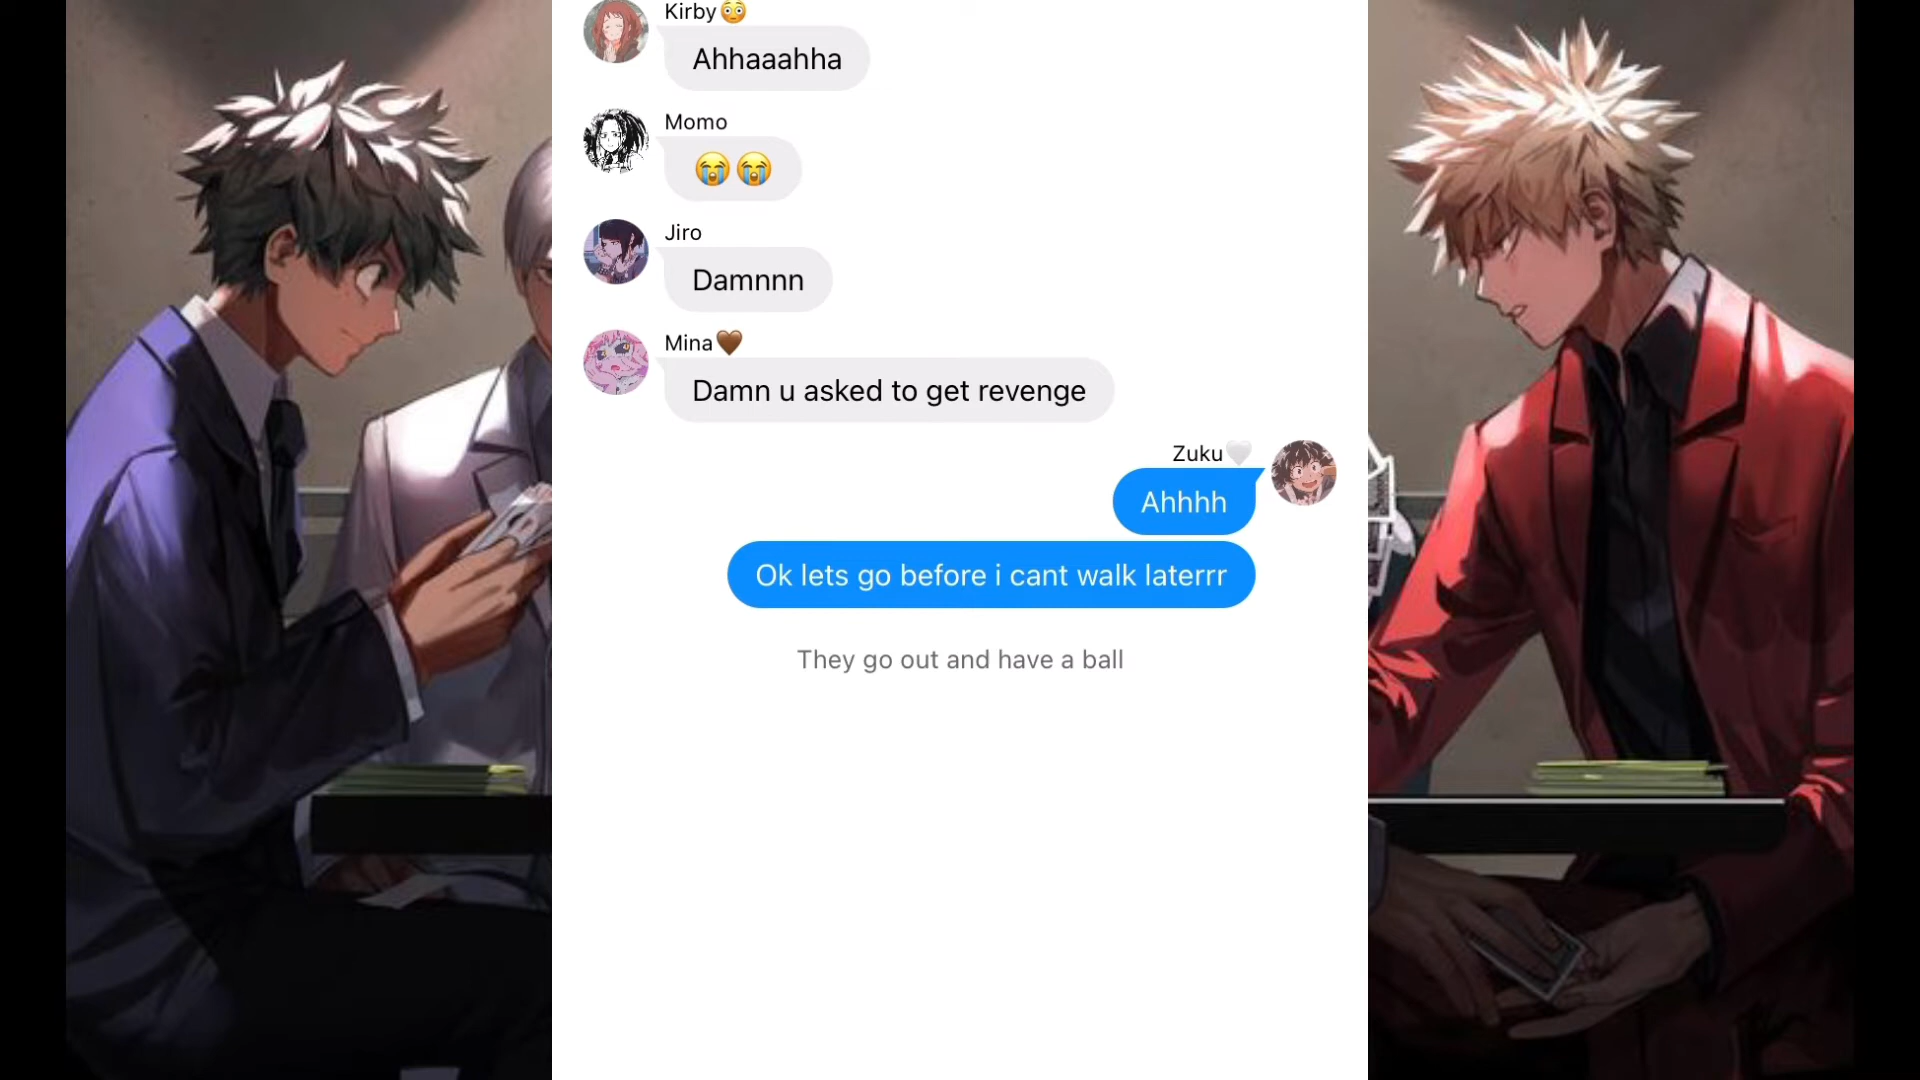 Kirby😳
Ahhaaahha
Momo
😭😭
Jiro
Damnnn
Mina🤎
Damn u asked to get revenge
Zuku🤍
Ahhhh
Ok lets go before i cant walk laterrr
They go out and have a ball